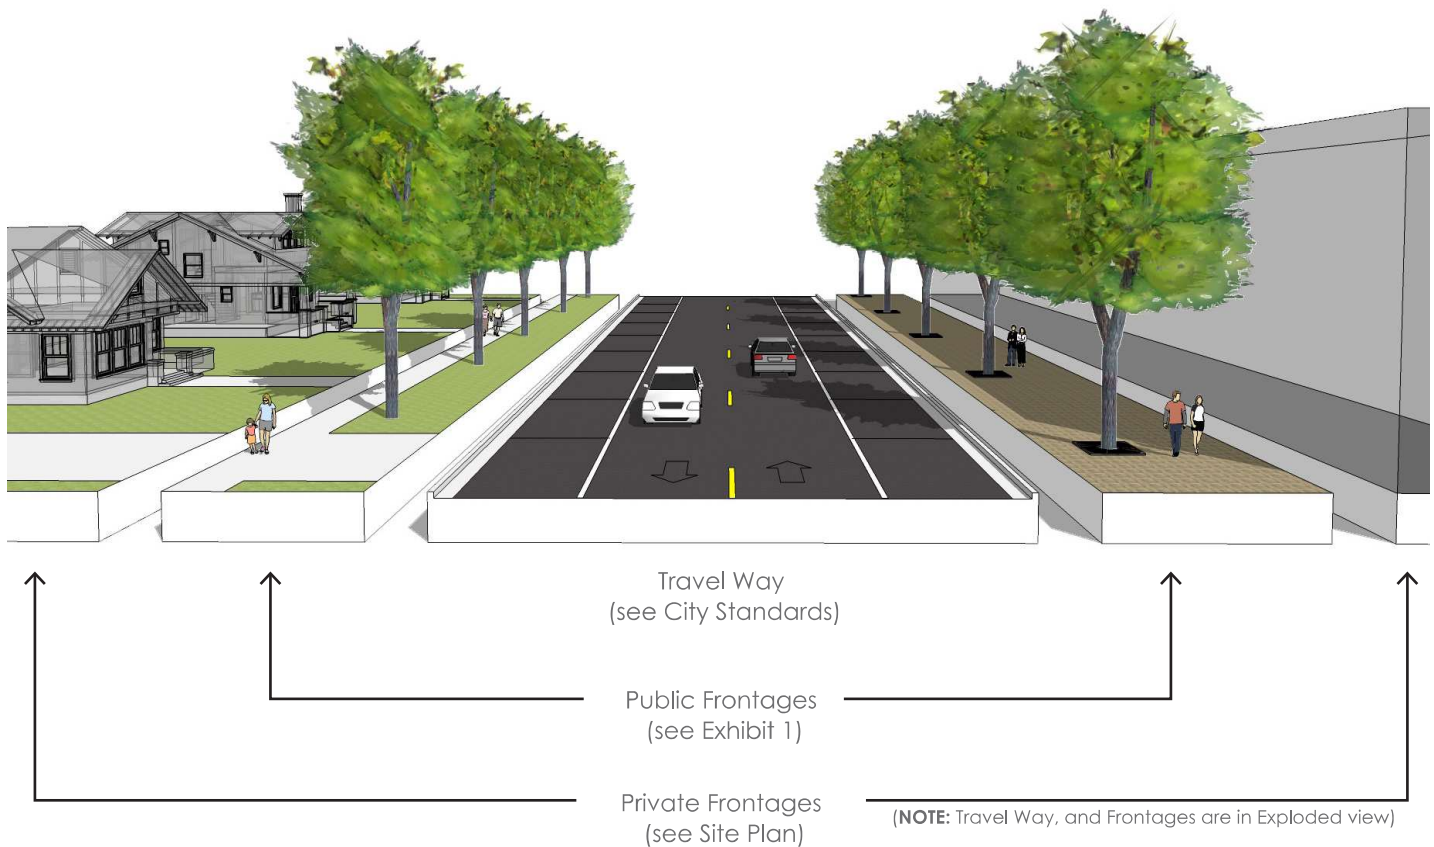 Travel Way
(see City Standards)
Public Frontages
(see Exhibit 1)
Private Frontages
(see Site Plan)
(NOTE: Travel Way, and Frontages are in Exploded view)